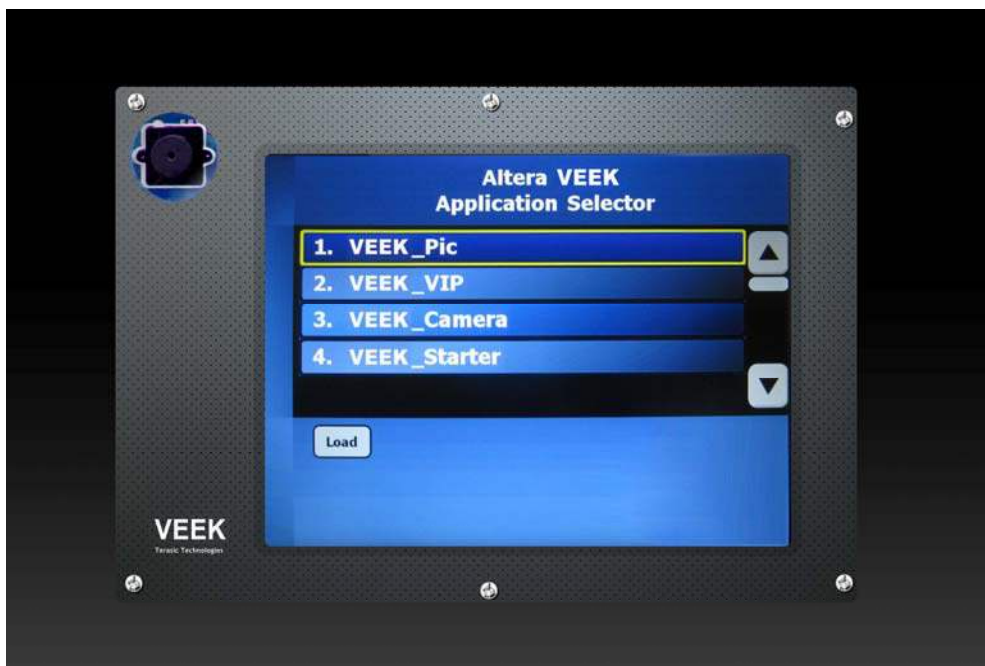 Altera VEEK
Application Selector
1. VEEK_Pic
2. VEEK_VIP
3. VEEK_Camera
4. VEEK_Starter
Load
VEEK
Terasic Technologies